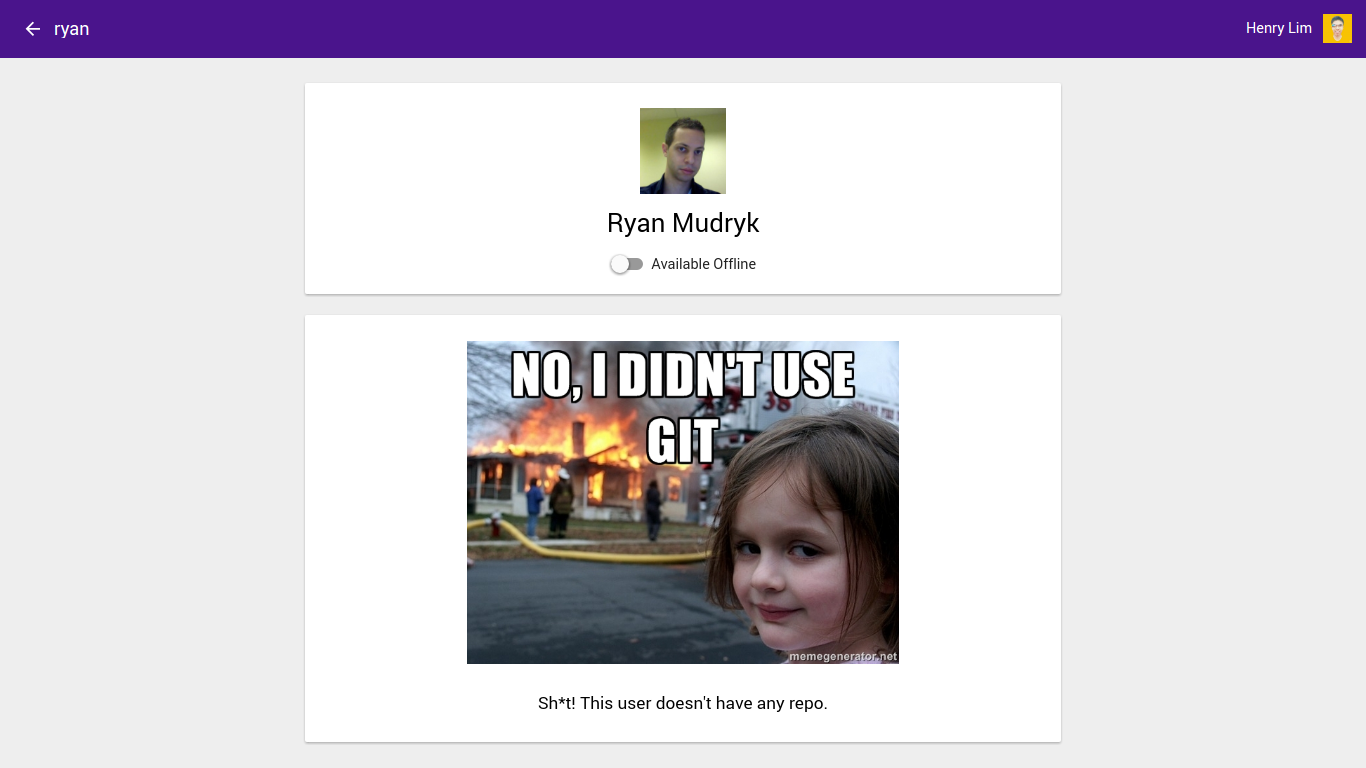 ryan
Henry Lim
Ryan Mudryk
Available Offline
NO, I DIDN'T USE
GIT
38
memegenerator.net
Sh*t! This user doesn't have any repo.